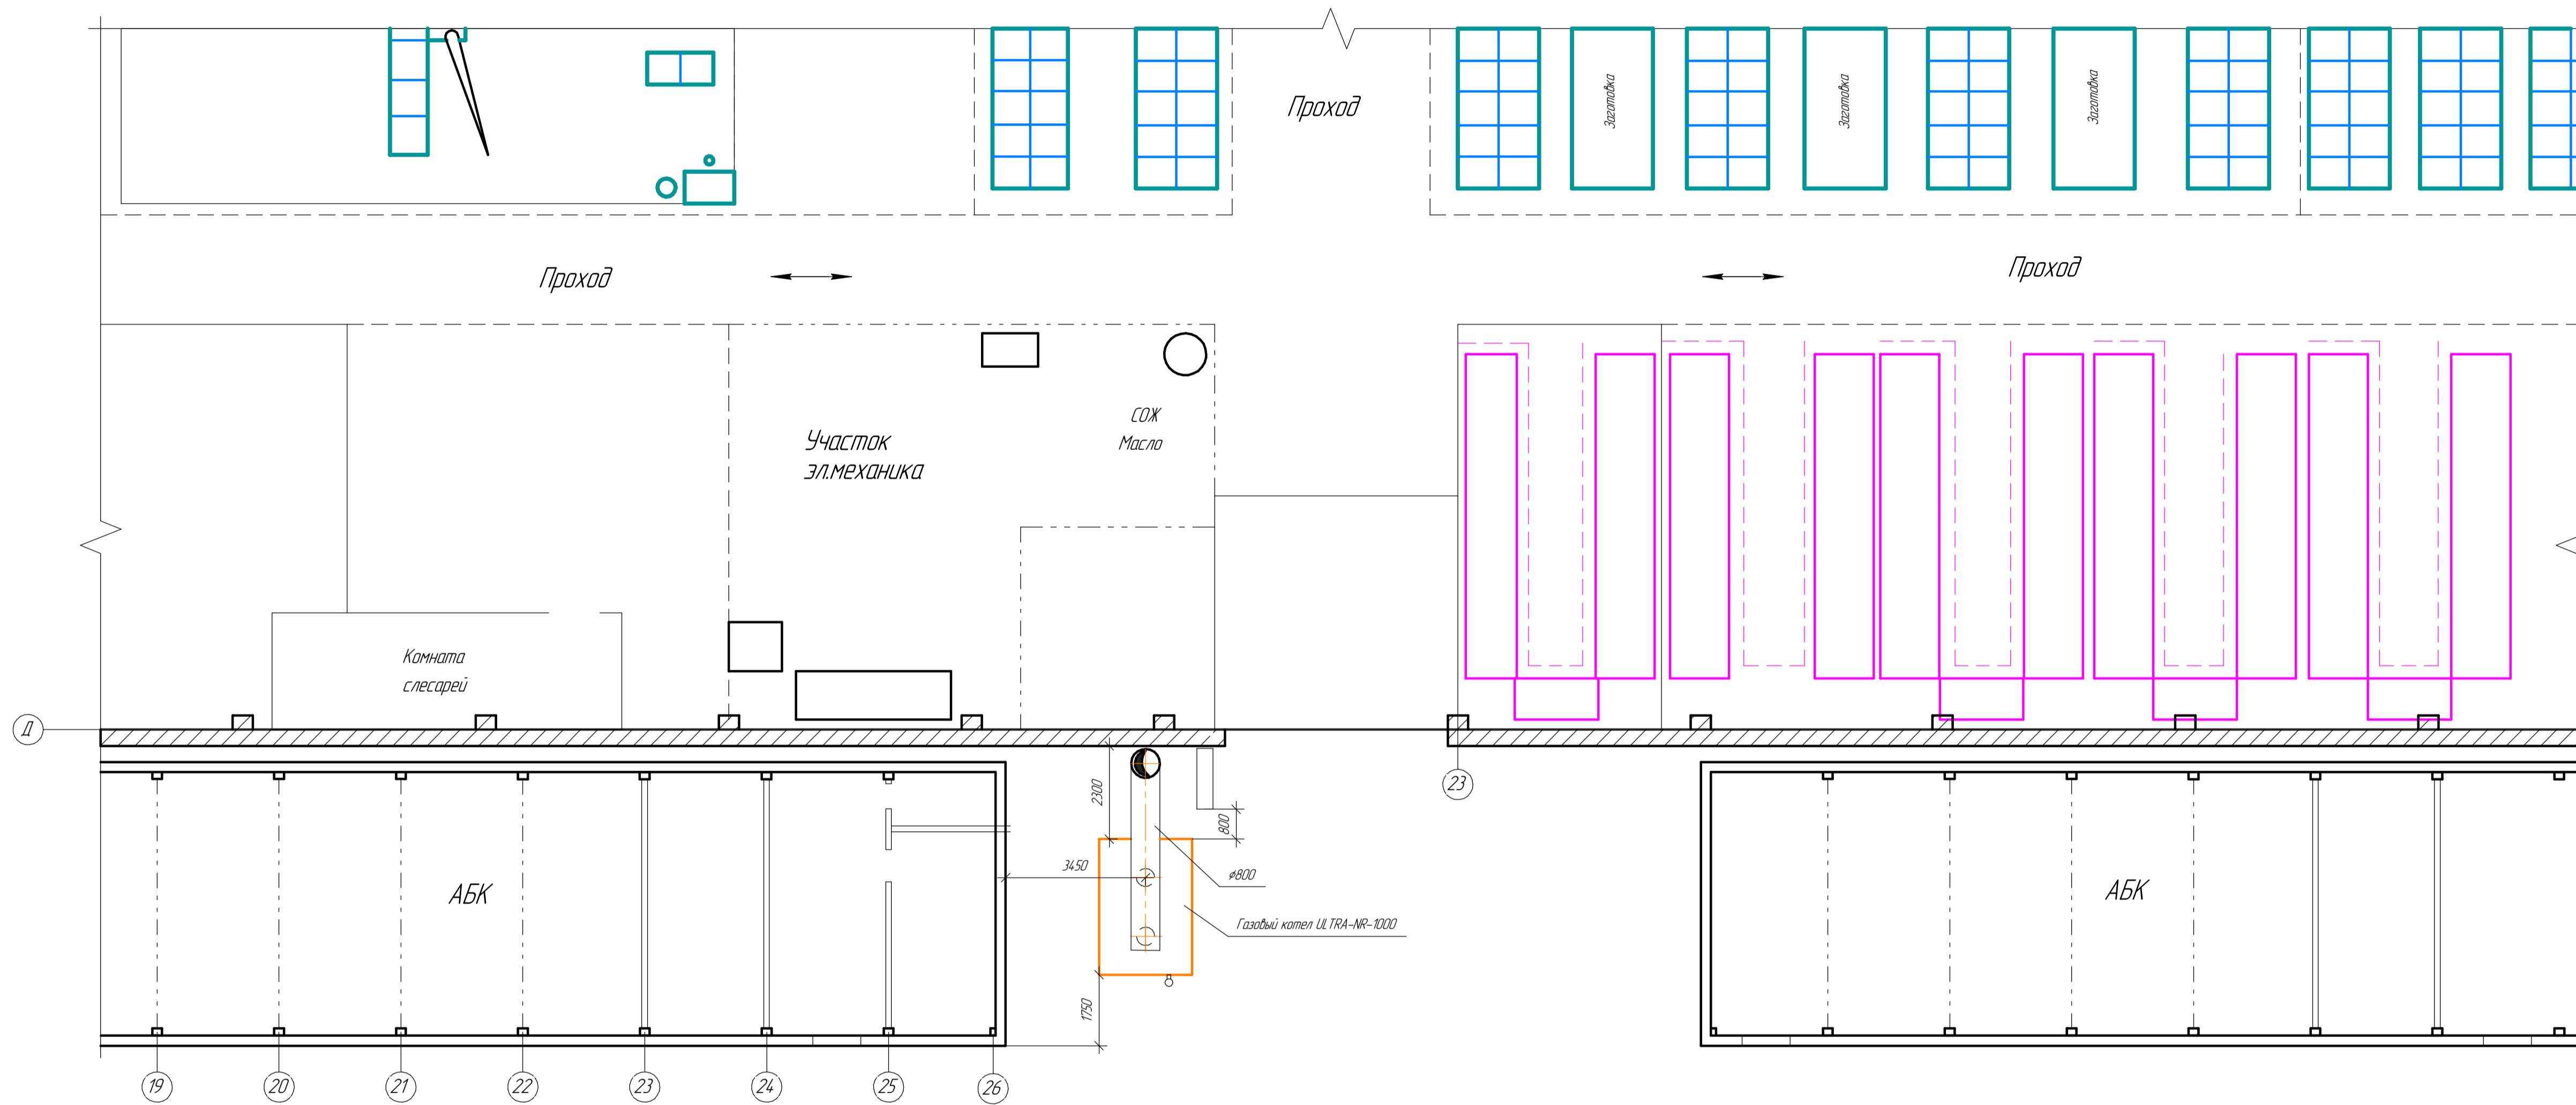 Проход
Заготовка
Заготовка
Заготовка
Проход
Проход
СОЖ
Масло
Участок
эл.механика
Комната
слесарей
Д
23
2300
800
3450
ø800
АБК
Газовый котел ULTRA-NR-1000
АБК
1750
19
20
21
22
23
24
25
26